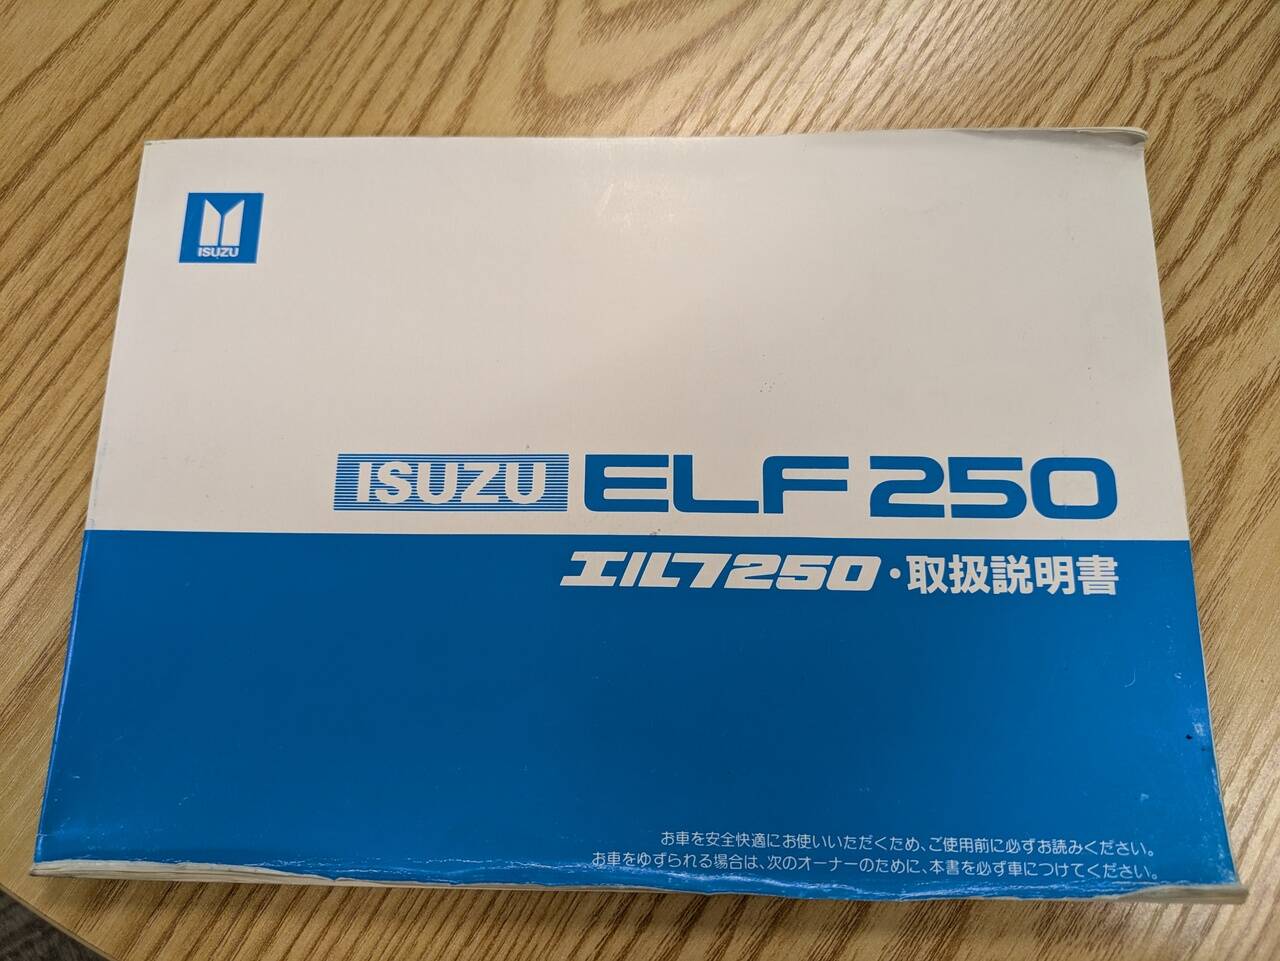 ISUZU
ISUZU ELF 250
エルフ250・取扱説明書
お車を安全快適にお使いいただくため、ご使用前に必ずお読みください。
お車をゆずられる場合は、次のオーナーのために、本書を必ず車につけてください。